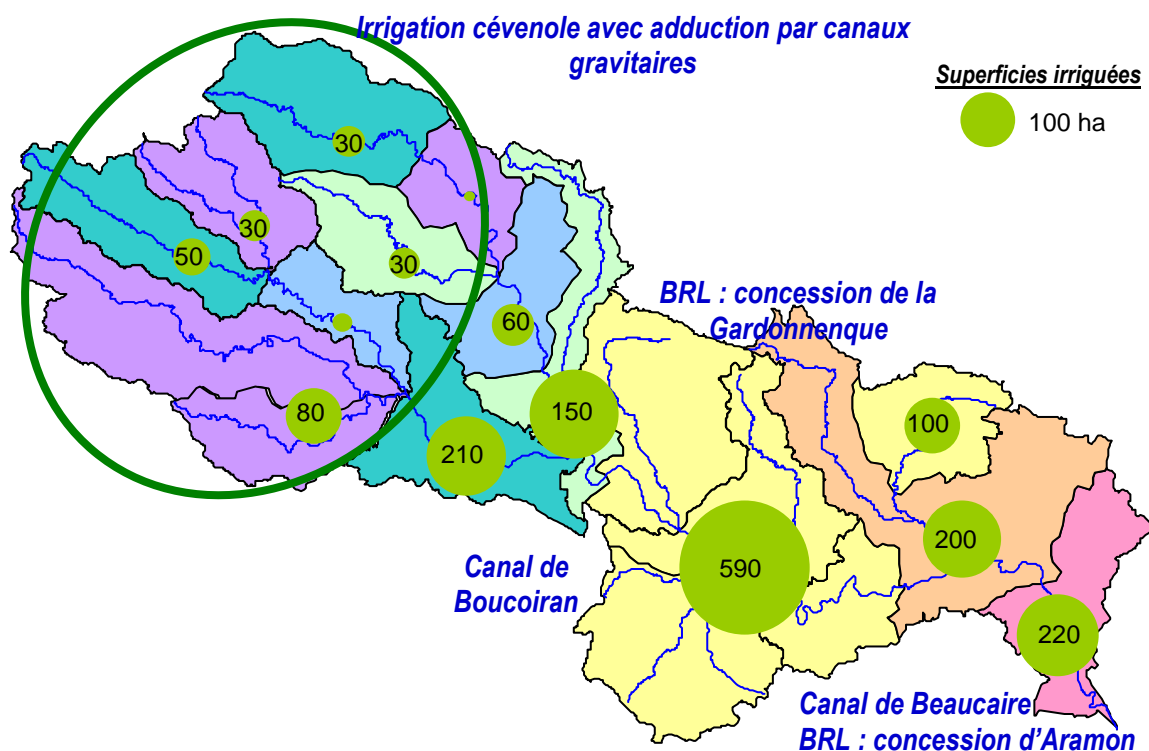 Irrigation cévenole avec adduction par canaux
gravitaires
Superficies irriguées
100 ha
30
30
50
30
60
BRL : concession de la
Gardonnenque
80
150
100
210
200
590
Canal de
Boucoiran
220
Canal de Beaucaire
BRL : concession d'Aramon